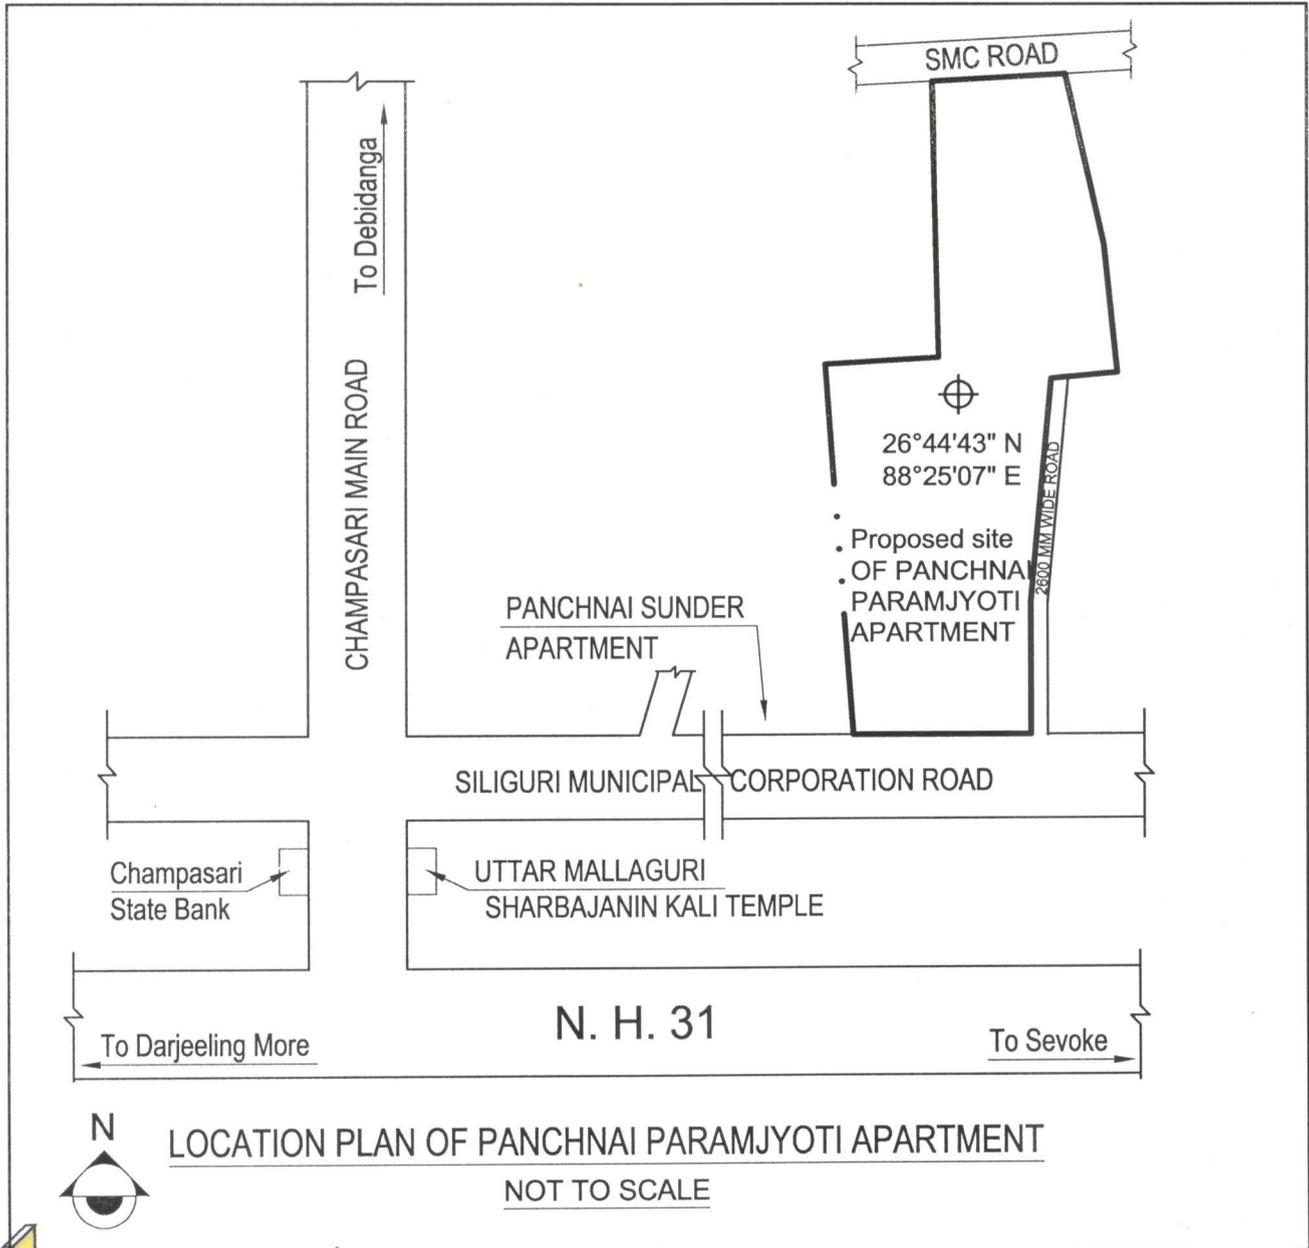 SMC ROAD
To Debidanga
CHAMPASARI MAIN ROAD
26°44'43" N
88°25'07" E
2600 MM WIDE ROAD
Proposed site
OF PANCHNAI
PARAMJYOTI
APARTMENT
PANCHNAI SUNDER
APARTMENT
SILIGURI MUNICIPAL CORPORATION ROAD
Champasari
State Bank
UTTAR MALLAGURI
SHARBAJANIN KALI TEMPLE
N. H. 31
To Darjeeling More
To Sevoke
N
LOCATION PLAN OF PANCHNAI PARAMJYOTI APARTMENT
NOT TO SCALE